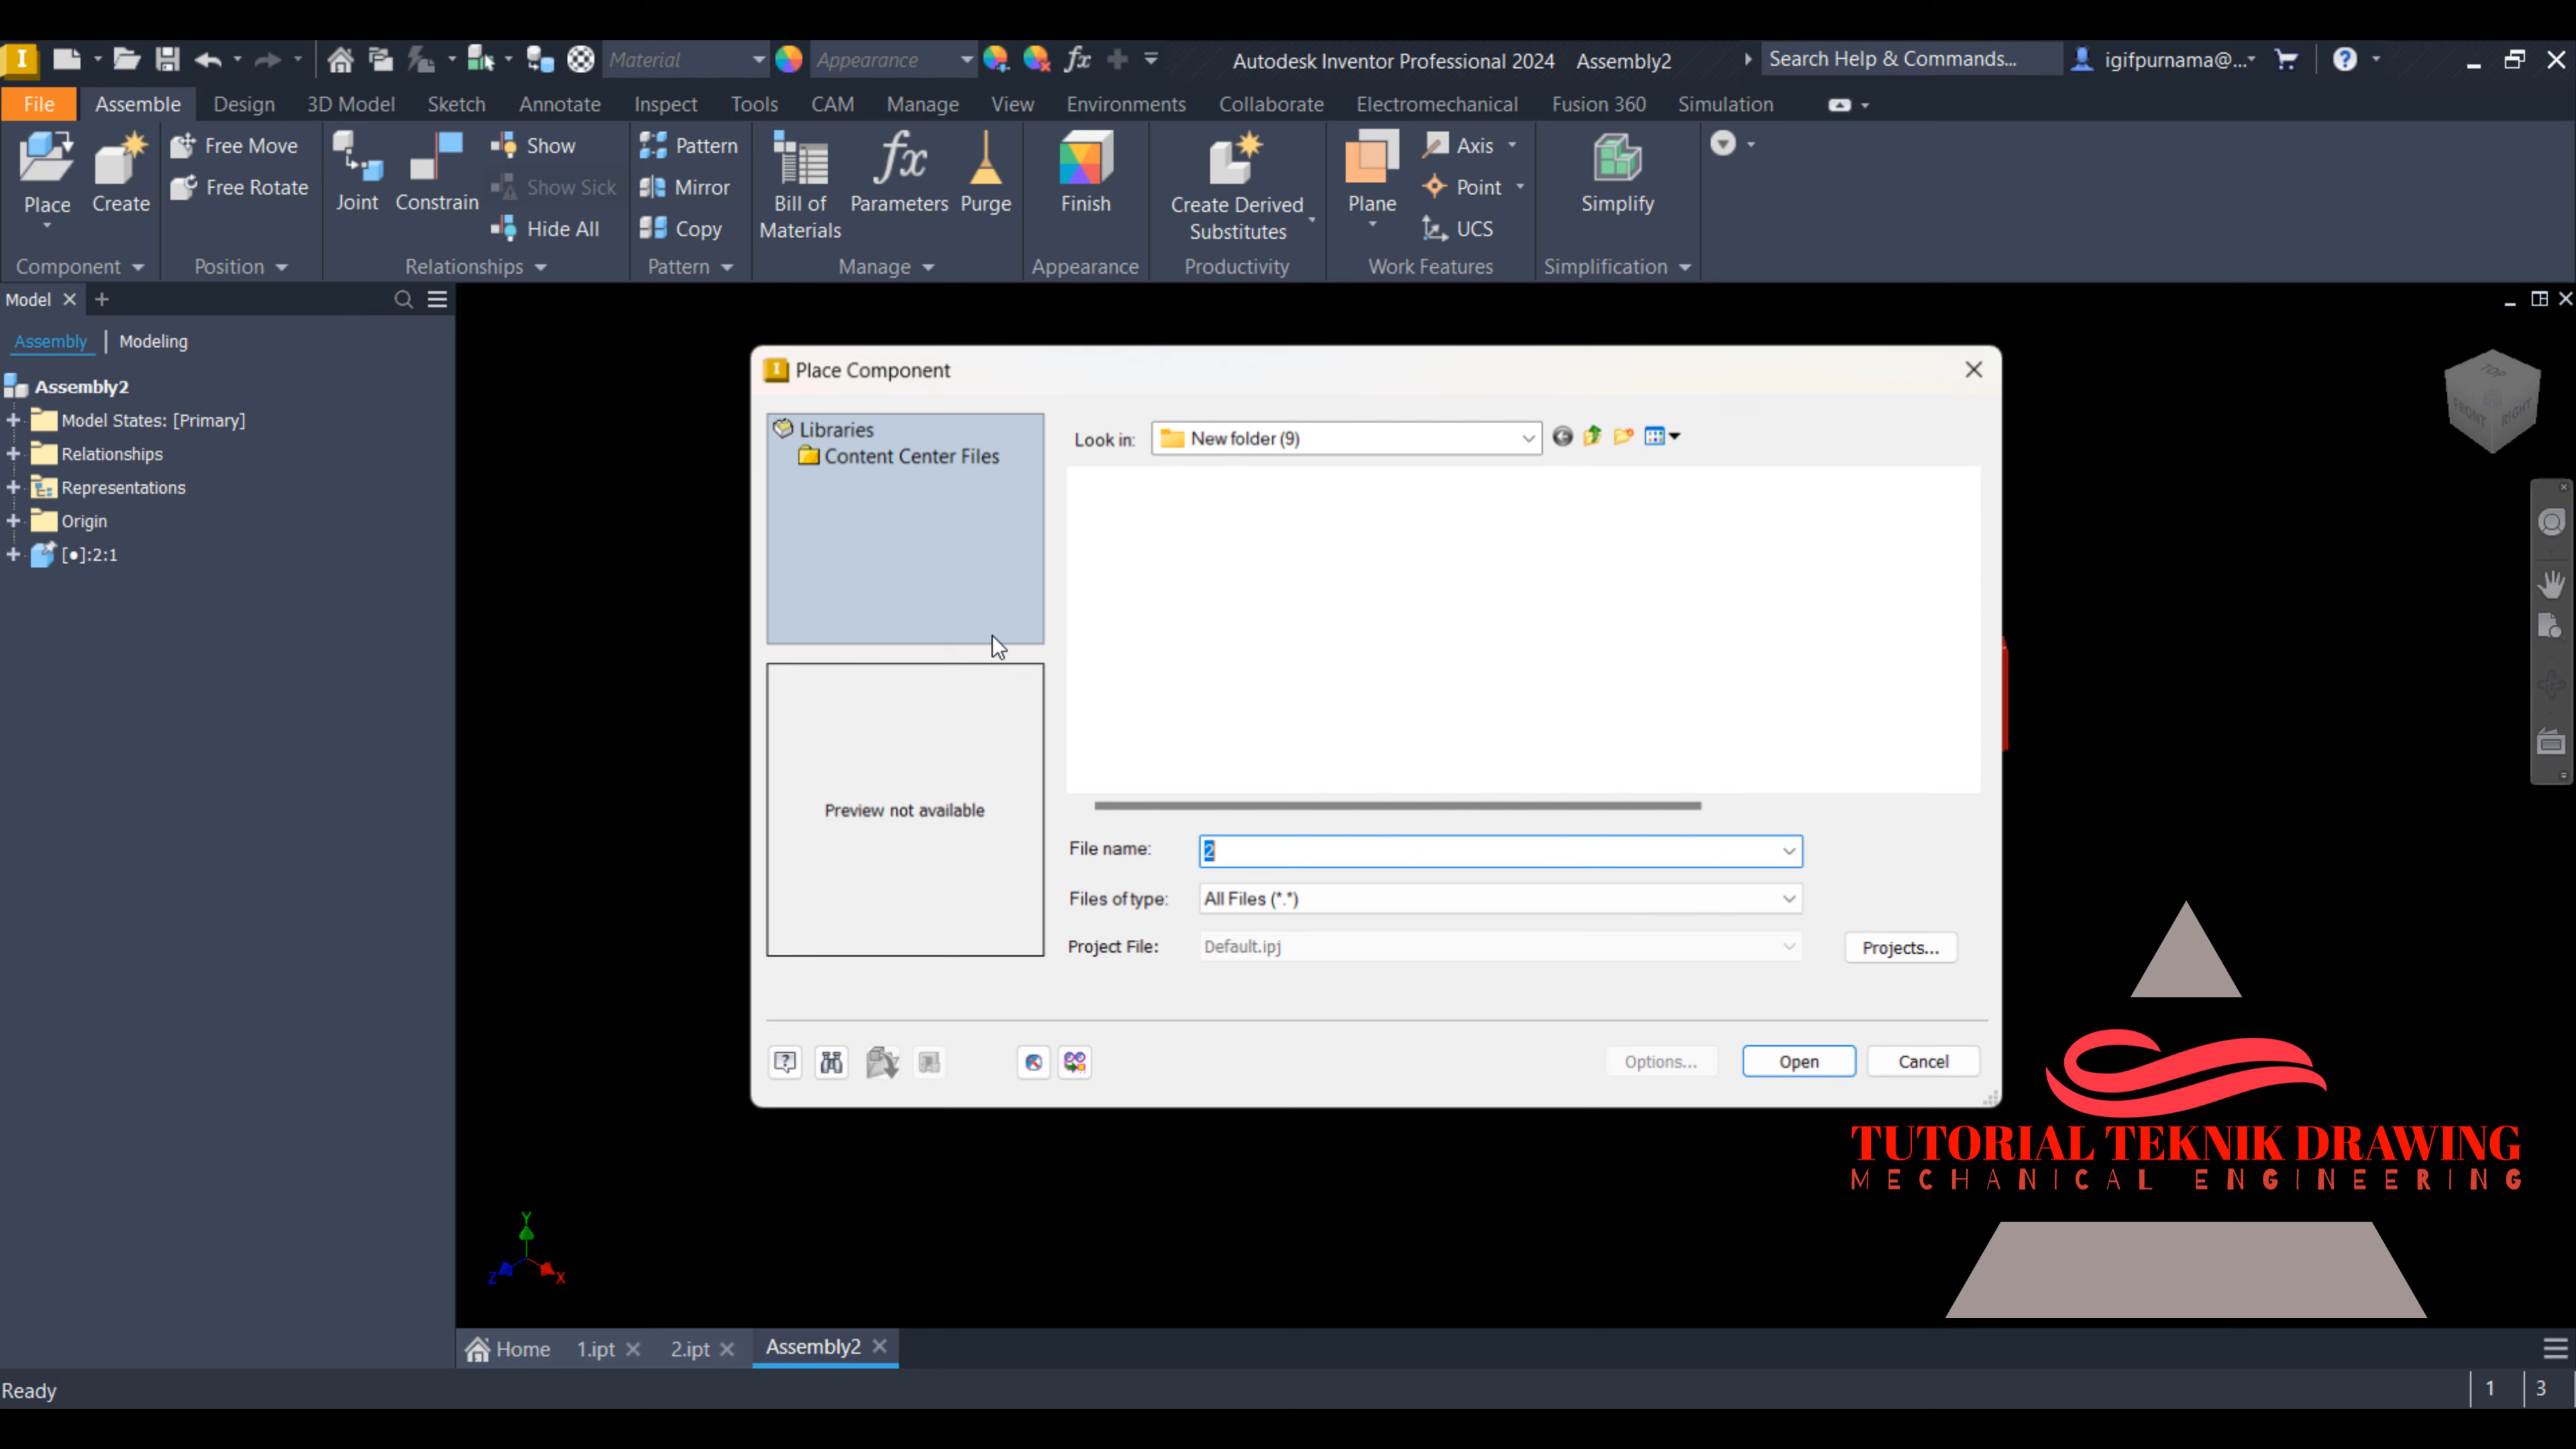 Material
Appearance
Autodesk Inventor Professional 2024 Assembly2
Search Help & Commands...
igifpurnama@...
File Assemble Design 3D Model Sketch Annotate Inspect Tools CAM Manage View Environments Collaborate Electromechanical Fusion 360 Simulation
Place
Create
Free Move
Free Rotate
Joint
Constrain
Show
Show Sick
Hide All
Pattern
Mirror
Copy
Bill of
Materials
Parameters
Purge
Finish
Create Derived
Substitutes
Plane
Axis
Point
UCS
Simplify
Component Position Relationships Pattern Manage Appearance Productivity Work Features Simplification
Model
Assembly | Modeling
Assembly2
Model States: [Primary]
Relationships
Representations
Origin
[●]:2:1
Place Component
Libraries
Content Center Files
Look in: New folder (9)
Preview not available
File name: 2
Files of type: All Files (*.*)
Project File: Default.ipj
Projects...
Options...
Open
Cancel
TOP
FRONT
RIGHT
TUTORIAL TEKNIK DRAWING
MECHANICAL ENGINEERING
Y
Z
X
Home 1.ipt 2.ipt Assembly2
Ready
1 3